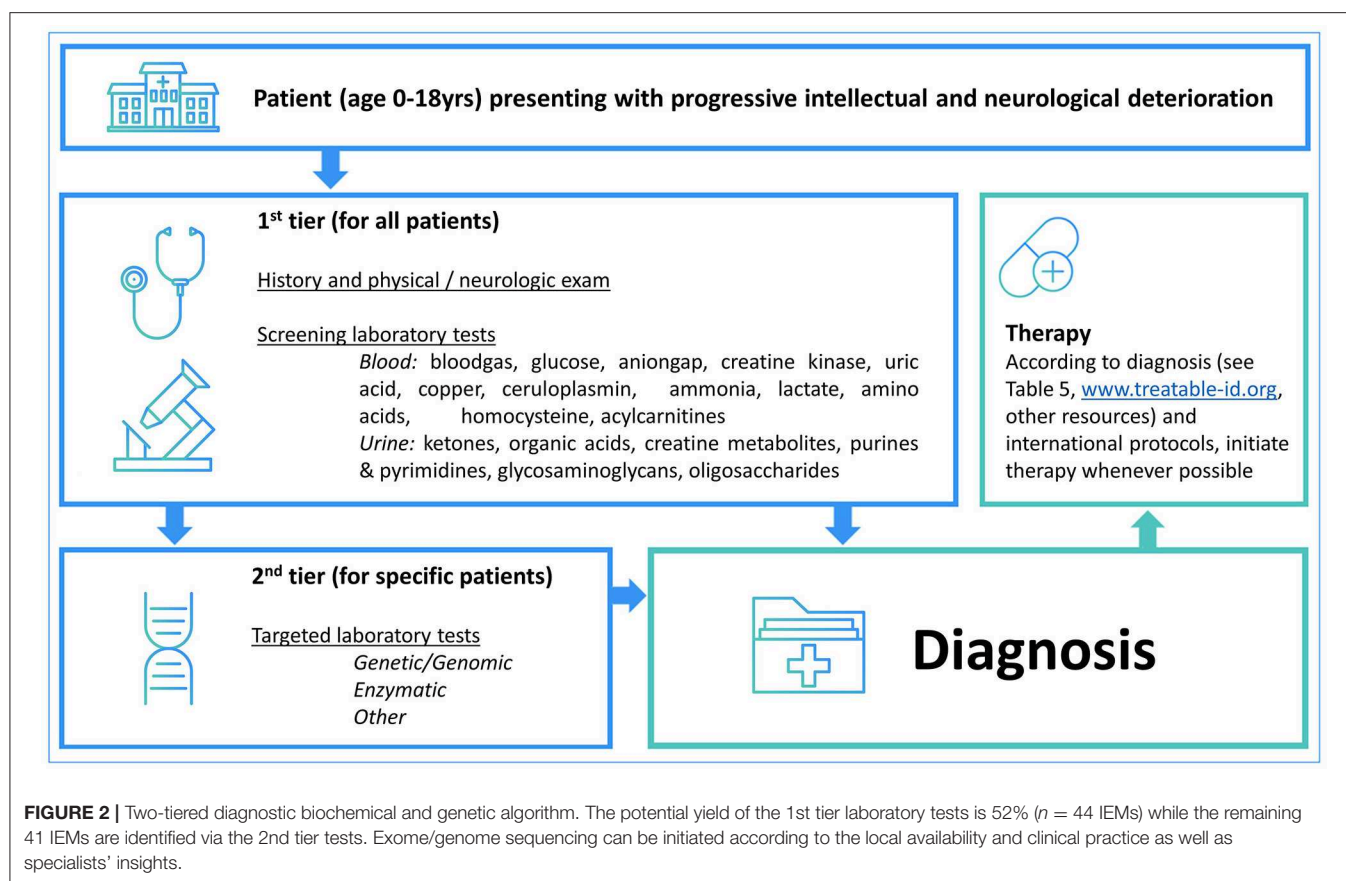 Patient (age 0-18yrs) presenting with progressive intellectual and neurological deterioration
1st tier (for all patients)
History and physical / neurologic exam
Screening laboratory tests
Blood: bloodgas, glucose, aniongap, creatine kinase, uric
acid, copper, ceruloplasmin, ammonia, lactate, amino
acids, homocysteine, acylcarnitines
Urine: ketones, organic acids, creatine metabolites, purines
& pyrimidines, glycosaminoglycans, oligosaccharides
Therapy
According to diagnosis (see
Table 5, www.treatable-id.org,
other resources) and
international protocols, initiate
therapy whenever possible
2nd tier (for specific patients)
Targeted laboratory tests
Genetic/Genomic
Enzymatic
Other
Diagnosis
FIGURE 2 | Two-tiered diagnostic biochemical and genetic algorithm. The potential yield of the 1st tier laboratory tests is 52% (n = 44 IEMs) while the remaining
41 IEMs are identified via the 2nd tier tests. Exome/genome sequencing can be initiated according to the local availability and clinical practice as well as
specialists' insights.